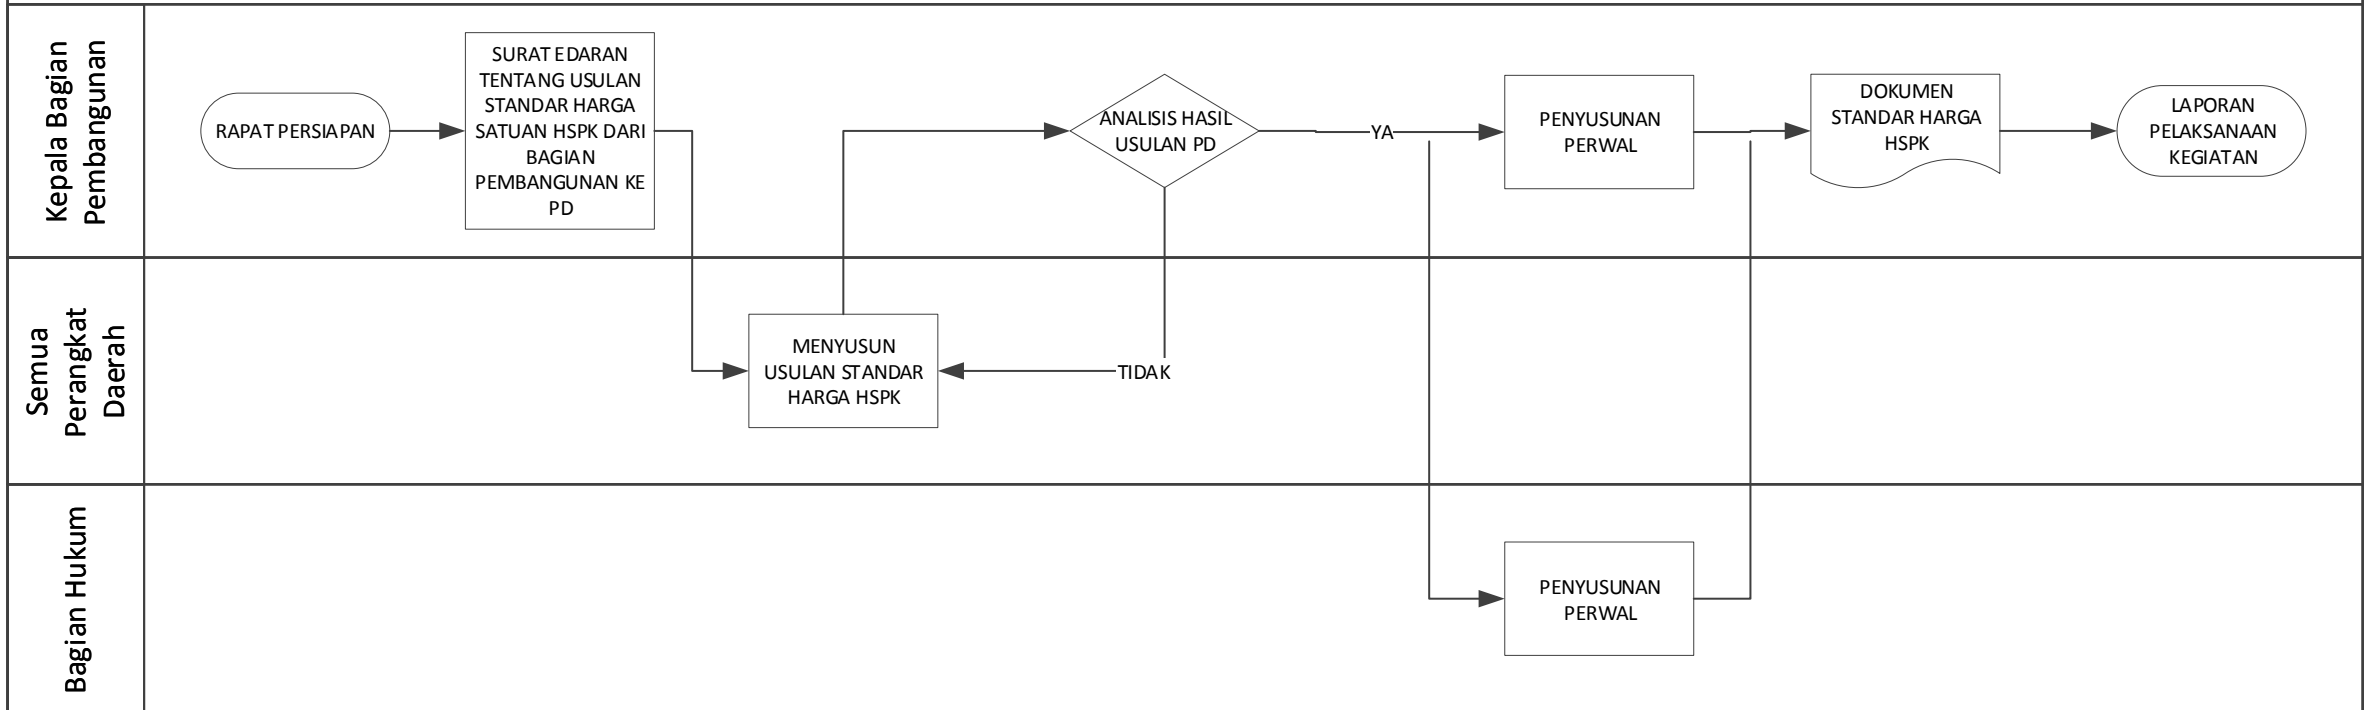 Kepala Bagian
Pembangunan
RAPAT PERSIAPAN
SURAT EDARAN
TENTANG USULAN
STANDAR HARGA
SATUAN HSPK DARI
BAGIAN
PEMBANGUNAN KE
PD
ANALISIS HASIL
USULAN PD
YA
PENYUSUNAN
PERWAL
DOKUMEN
STANDAR HARGA
HSPK
LAPORAN
PELAKSANAAN
KEGIATAN
Semua
Perangkat
Daerah
MENYUSUN
USULAN STANDAR
HARGA HSPK
TIDAK
Bagian Hukum
PENYUSUNAN
PERWAL